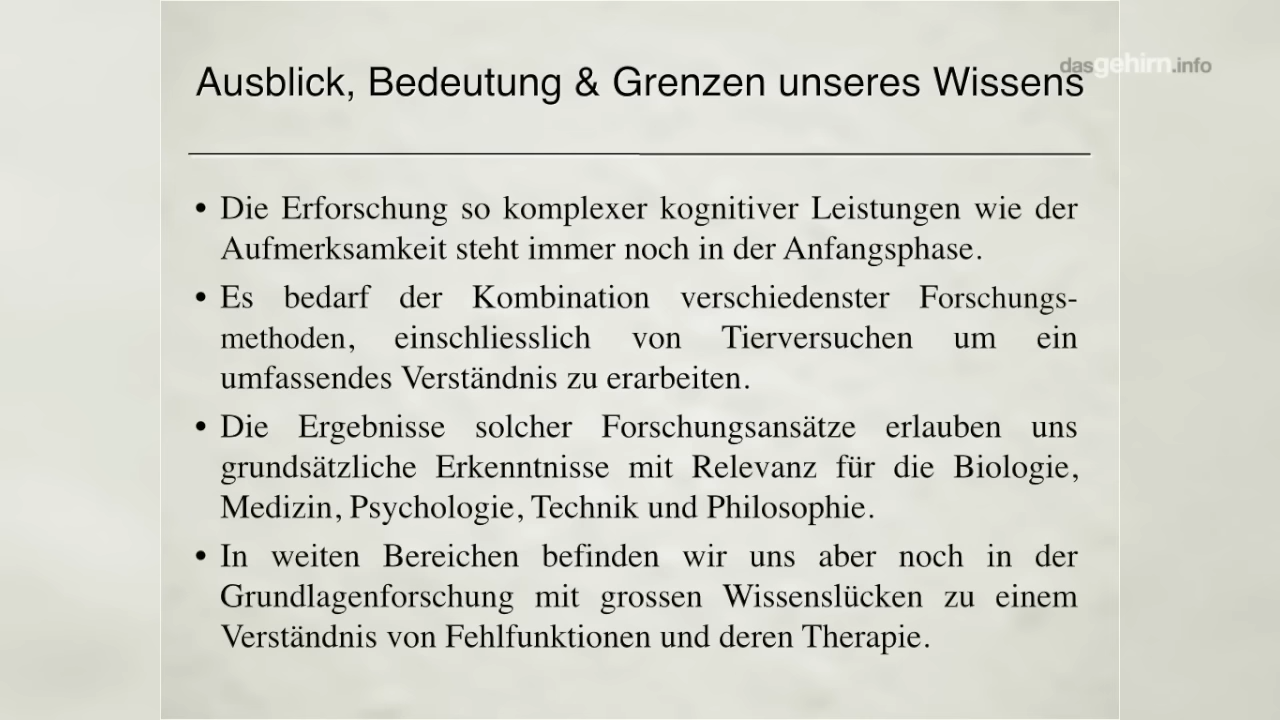 dasgehirn.info
Ausblick, Bedeutung & Grenzen unseres Wissens
• Die Erforschung so komplexer kognitiver Leistungen wie der
Aufmerksamkeit steht immer noch in der Anfangsphase.
• Es bedarf der Kombination verschiedenster Forschungs-
methoden, einschliesslich von Tierversuchen um ein
umfassendes Verständnis zu erarbeiten.
• Die Ergebnisse solcher Forschungsansätze erlauben uns
grundsätzliche Erkenntnisse mit Relevanz für die Biologie,
Medizin, Psychologie, Technik und Philosophie.
• In weiten Bereichen befinden wir uns aber noch in der
Grundlagenforschung mit grossen Wissenslücken zu einem
Verständnis von Fehlfunktionen und deren Therapie.